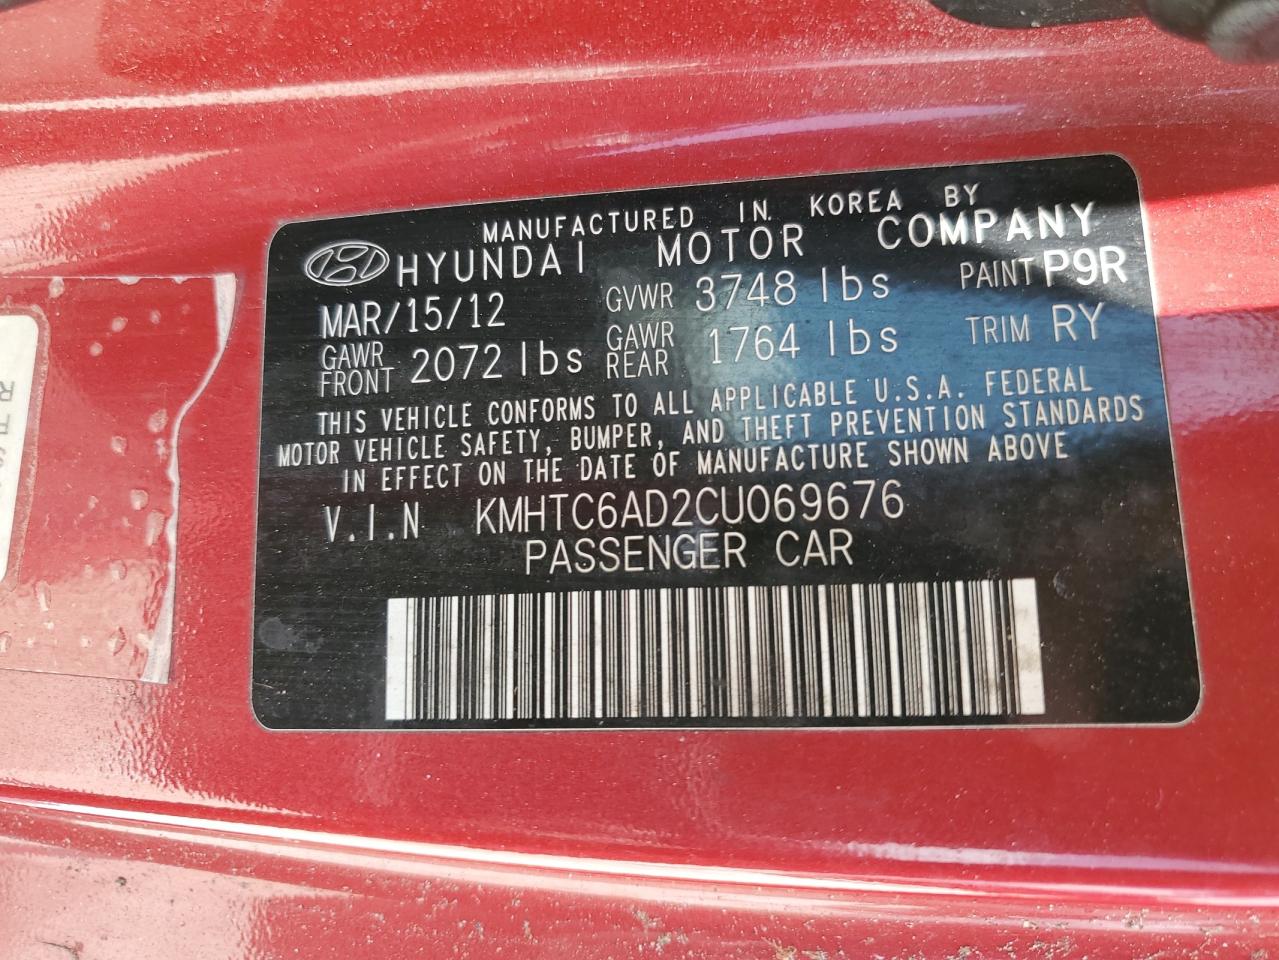 MANUFACTURED IN KOREA BY
HYUNDAI MOTOR COMPANY
MAR/15/12 GVWR 3748 lbs PAINT P9R
GAWR FRONT 2072 lbs GAWR REAR 1764 lbs TRIM RY
THIS VEHICLE CONFORMS TO ALL APPLICABLE U.S.A. FEDERAL
MOTOR VEHICLE SAFETY, BUMPER, AND THEFT PREVENTION STANDARDS
IN EFFECT ON THE DATE OF MANUFACTURE SHOWN ABOVE
V.I.N KMHTC6AD2CU069676
PASSENGER CAR